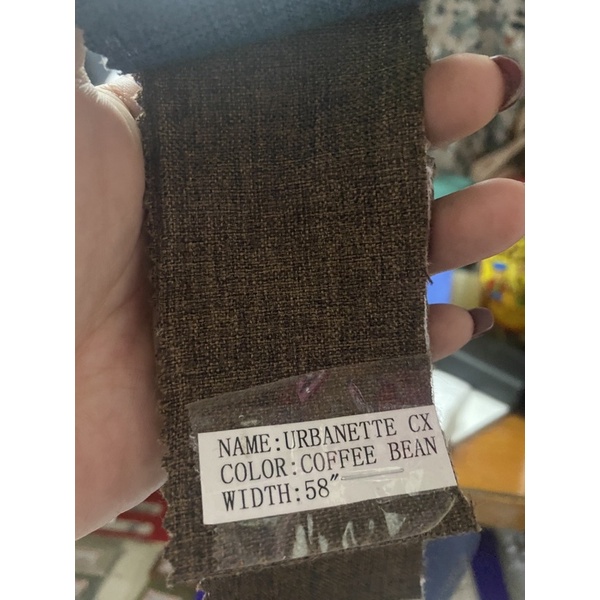 NAME:URBANETTE CX
COLOR:COFFEE BEAN
WIDTH:58"